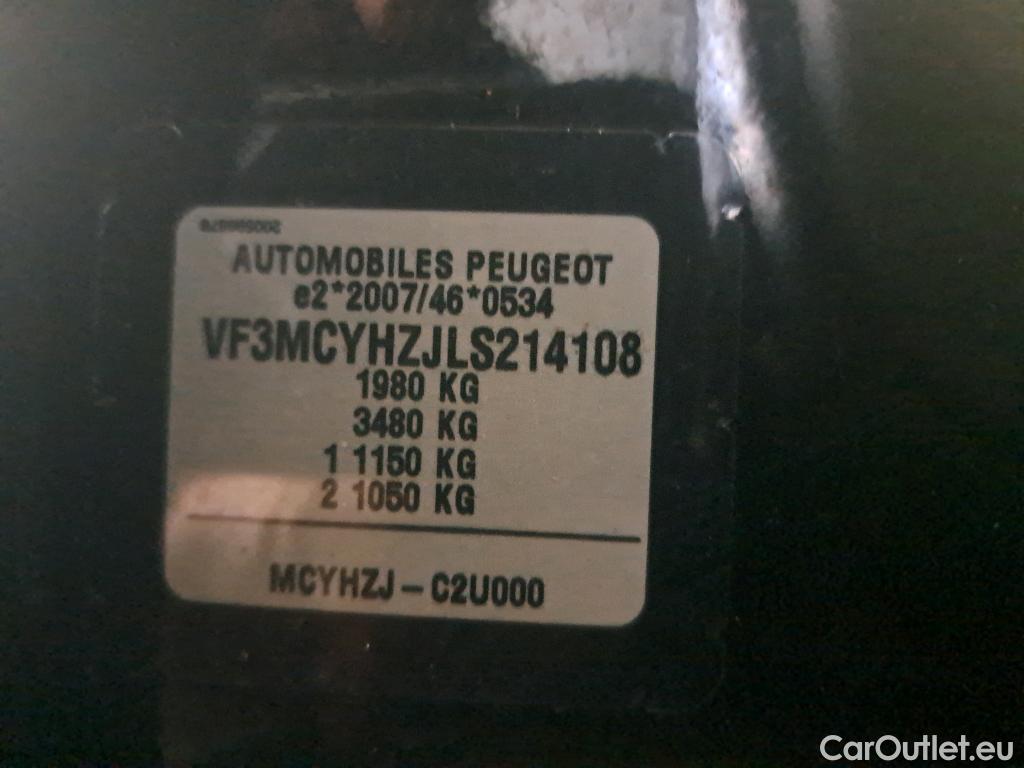 AUTOMOBILES PEUGEOT
e2*2007/46*0534
VF3MCYHZJLS214108
1980 KG
3480 KG
1 1150 KG
2 1050 KG
MCYHZJ – C2U000
CarOutlet.eu